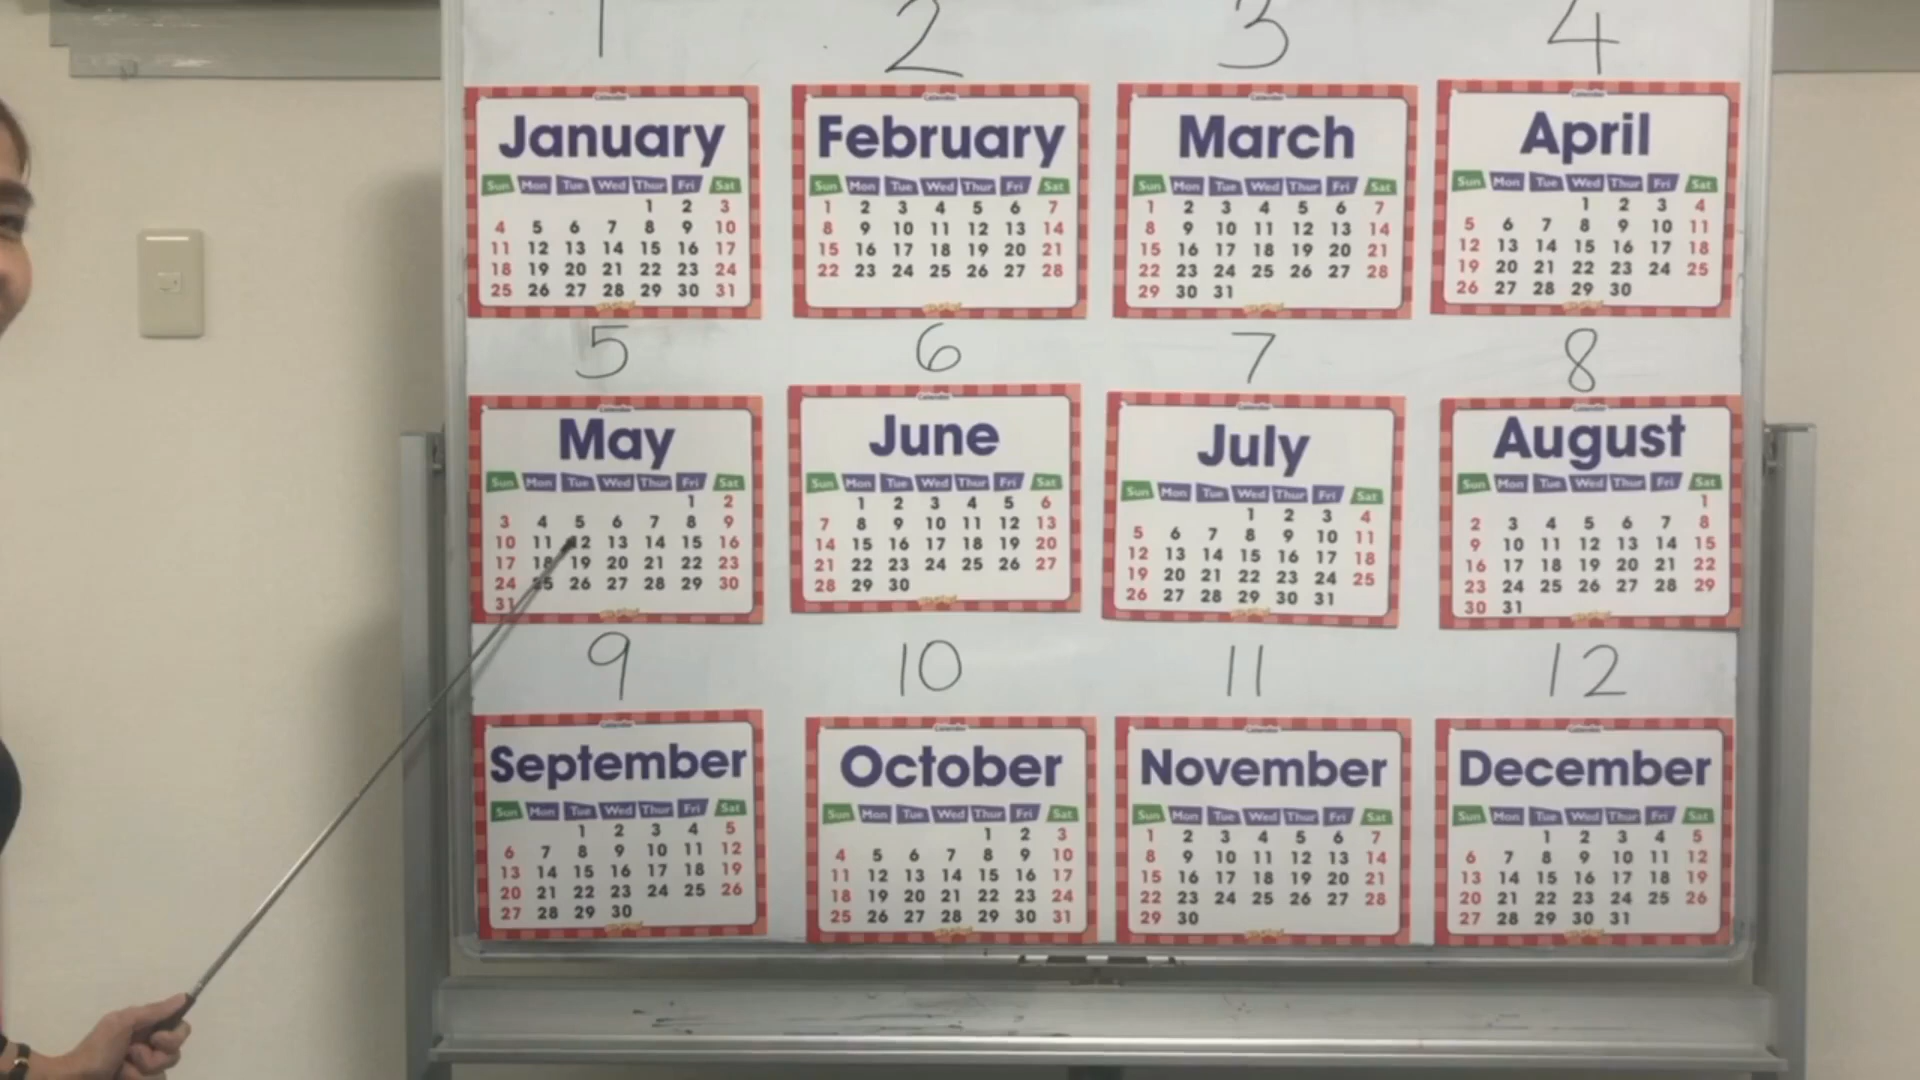 1 2 3 4
Calendar
January
Sun Mon Tue Wed Thur Fri Sat
1 2 3
4 5 6 7 8 9 10
11 12 13 14 15 16 17
18 19 20 21 22 23 24
25 26 27 28 29 30 31
Calendar
February
Sun Mon Tue Wed Thur Fri Sat
1 2 3 4 5 6 7
8 9 10 11 12 13 14
15 16 17 18 19 20 21
22 23 24 25 26 27 28
Calendar
March
Sun Mon Tue Wed Thur Fri Sat
1 2 3 4 5 6 7
8 9 10 11 12 13 14
15 16 17 18 19 20 21
22 23 24 25 26 27 28
29 30 31
Calendar
April
Sun Mon Tue Wed Thur Fri Sat
1 2 3 4
5 6 7 8 9 10 11
12 13 14 15 16 17 18
19 20 21 22 23 24 25
26 27 28 29 30
5 6 7 8
Calendar
May
Sun Mon Tue Wed Thur Fri Sat
1 2
3 4 5 6 7 8 9
10 11 12 13 14 15 16
17 18 19 20 21 22 23
24 25 26 27 28 29 30
31
Calendar
June
Sun Mon Tue Wed Thur Fri Sat
1 2 3 4 5 6
7 8 9 10 11 12 13
14 15 16 17 18 19 20
21 22 23 24 25 26 27
28 29 30
Calendar
July
Sun Mon Tue Wed Thur Fri Sat
1 2 3 4
5 6 7 8 9 10 11
12 13 14 15 16 17 18
19 20 21 22 23 24 25
26 27 28 29 30 31
Calendar
August
Sun Mon Tue Wed Thur Fri Sat
1
2 3 4 5 6 7 8
9 10 11 12 13 14 15
16 17 18 19 20 21 22
23 24 25 26 27 28 29
30 31
9 10 11 12
Calendar
September
Sun Mon Tue Wed Thur Fri Sat
1 2 3 4 5
6 7 8 9 10 11 12
13 14 15 16 17 18 19
20 21 22 23 24 25 26
27 28 29 30
Calendar
October
Sun Mon Tue Wed Thur Fri Sat
1 2 3
4 5 6 7 8 9 10
11 12 13 14 15 16 17
18 19 20 21 22 23 24
25 26 27 28 29 30 31
Calendar
November
Sun Mon Tue Wed Thur Fri Sat
1 2 3 4 5 6 7
8 9 10 11 12 13 14
15 16 17 18 19 20 21
22 23 24 25 26 27 28
29 30
Calendar
December
Sun Mon Tue Wed Thur Fri Sat
1 2 3 4 5
6 7 8 9 10 11 12
13 14 15 16 17 18 19
20 21 22 23 24 25 26
27 28 29 30 31